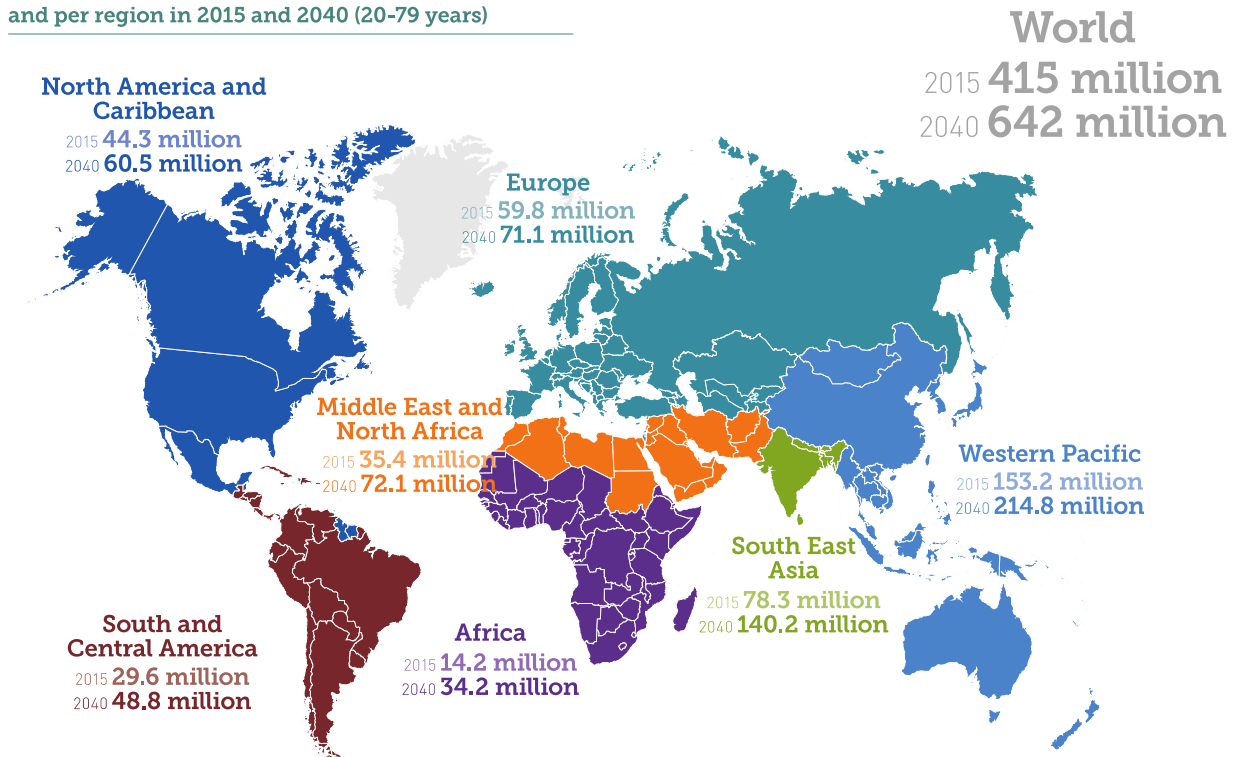 and per region in 2015 and 2040 (20-79 years)
World
2015 415 million
2040 642 million
North America and
Caribbean
2015 44.3 million
2040 60.5 million
Europe
2015 59.8 million
2040 71.1 million
Middle East and
North Africa
2015 35.4 million
2040 72.1 million
Western Pacific
2015 153.2 million
2040 214.8 million
South East
Asia
2015 78.3 million
2040 140.2 million
South and
Central America
2015 29.6 million
2040 48.8 million
Africa
2015 14.2 million
2040 34.2 million